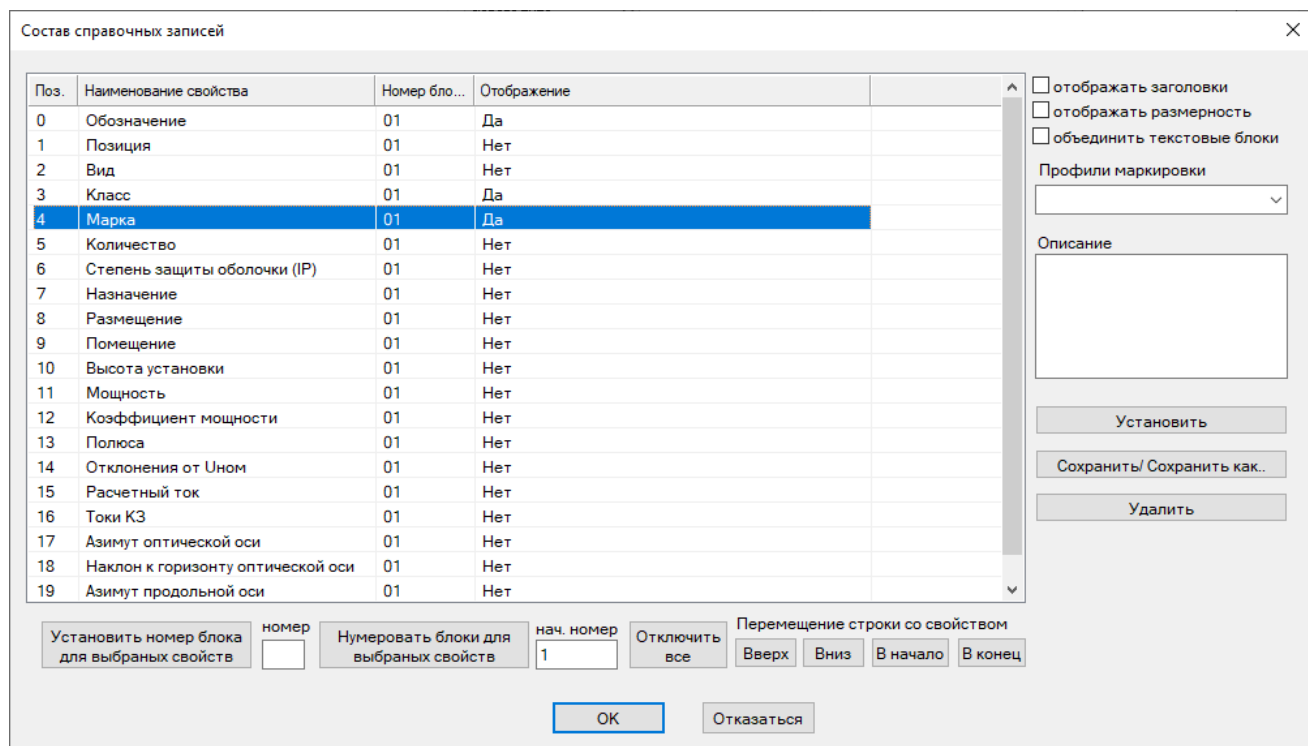 Состав справочных записей
Поз. Наименование свойства Номер бло... Отображение
0 Обозначение 01 Да
1 Позиция 01 Нет
2 Вид 01 Нет
3 Класс 01 Да
4 Марка 01 Да
5 Количество 01 Нет
6 Степень защиты оболочки (IP) 01 Нет
7 Назначение 01 Нет
8 Размещение 01 Нет
9 Помещение 01 Нет
10 Высота установки 01 Нет
11 Мощность 01 Нет
12 Коэффициент мощности 01 Нет
13 Полюса 01 Нет
14 Отклонения от Uном 01 Нет
15 Расчетный ток 01 Нет
16 Токи КЗ 01 Нет
17 Азимут оптической оси 01 Нет
18 Наклон к горизонту оптической оси 01 Нет
19 Азимут продольной оси 01 Нет
отображать заголовки
отображать размерность
объединить текстовые блоки
Профили маркировки
Описание
Установить
Сохранить/ Сохранить как..
Удалить
Установить номер блока
для выбраных свойств
номер
Нумеровать блоки для
выбраных свойств
нач. номер
1
Отключить
все
Перемещение строки со свойством
Вверх Вниз В начало В конец
OK Отказаться